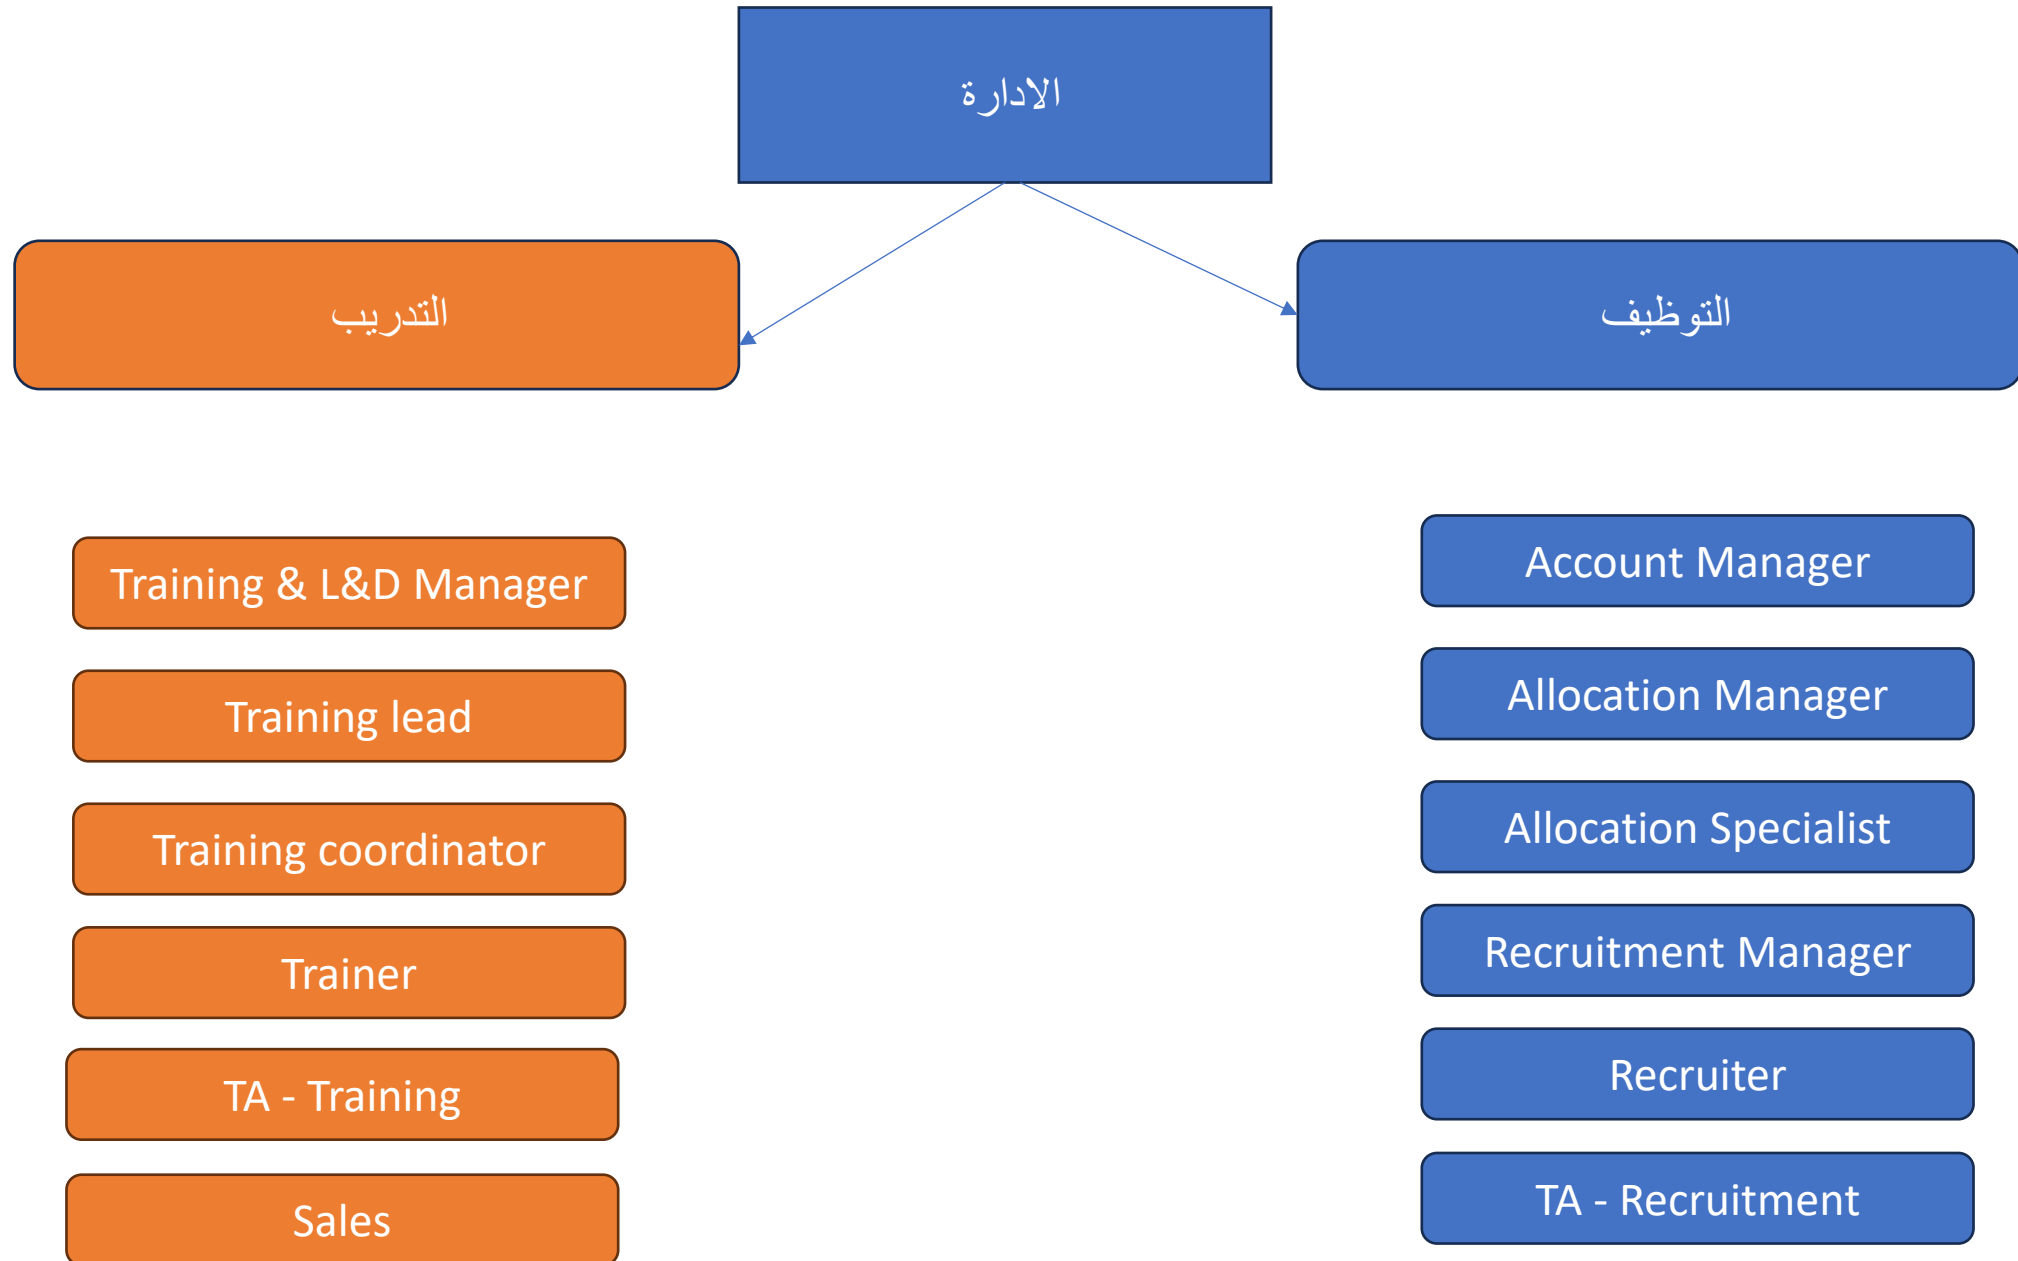 الادارة
التدريب
التوظيف
Training & L&D Manager
Training lead
Training coordinator
Trainer
TA - Training
Sales
Account Manager
Allocation Manager
Allocation Specialist
Recruitment Manager
Recruiter
TA - Recruitment